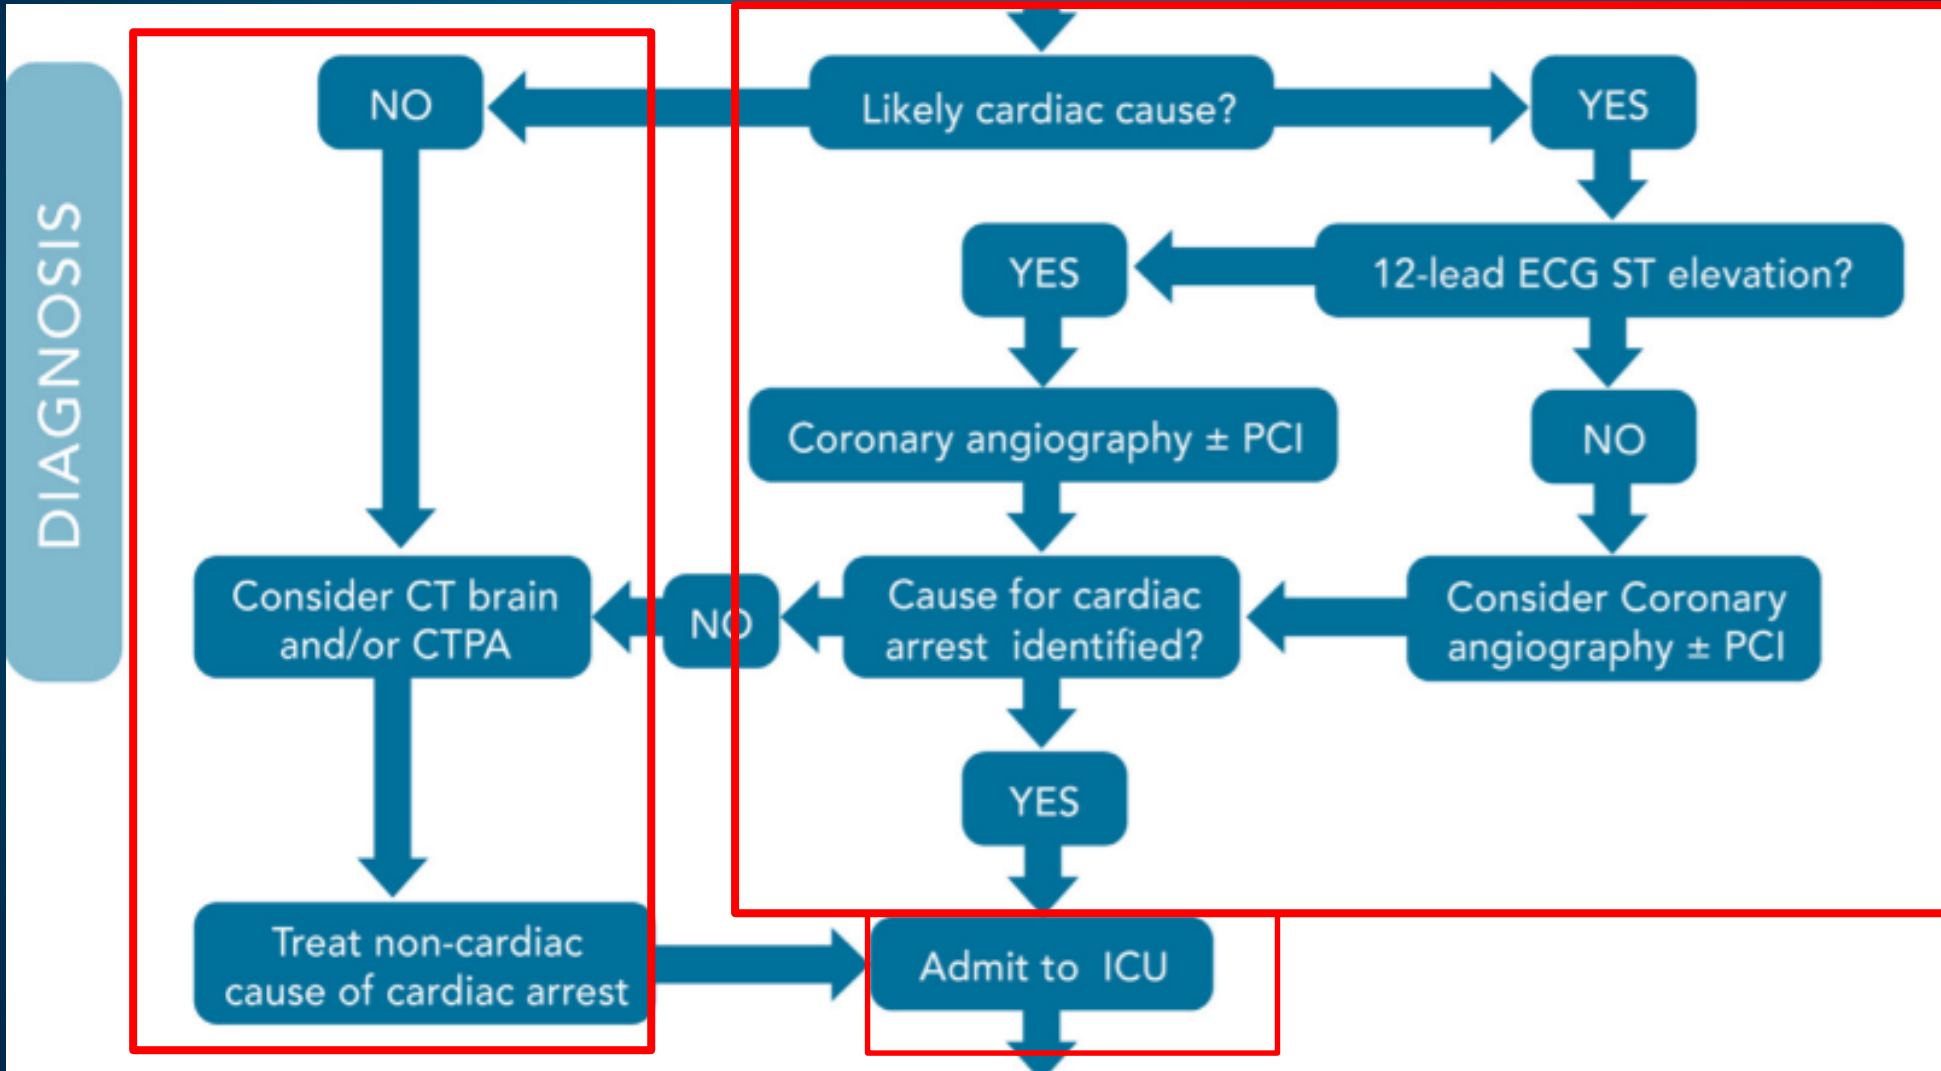 DIAGNOSIS
NO
Likely cardiac cause?
YES
YES
12-lead ECG ST elevation?
Coronary angiography ± PCI
NO
Consider CT brain
and/or CTPA
NO
Cause for cardiac
arrest identified?
Consider Coronary
angiography ± PCI
YES
Treat non-cardiac
cause of cardiac arrest
Admit to ICU